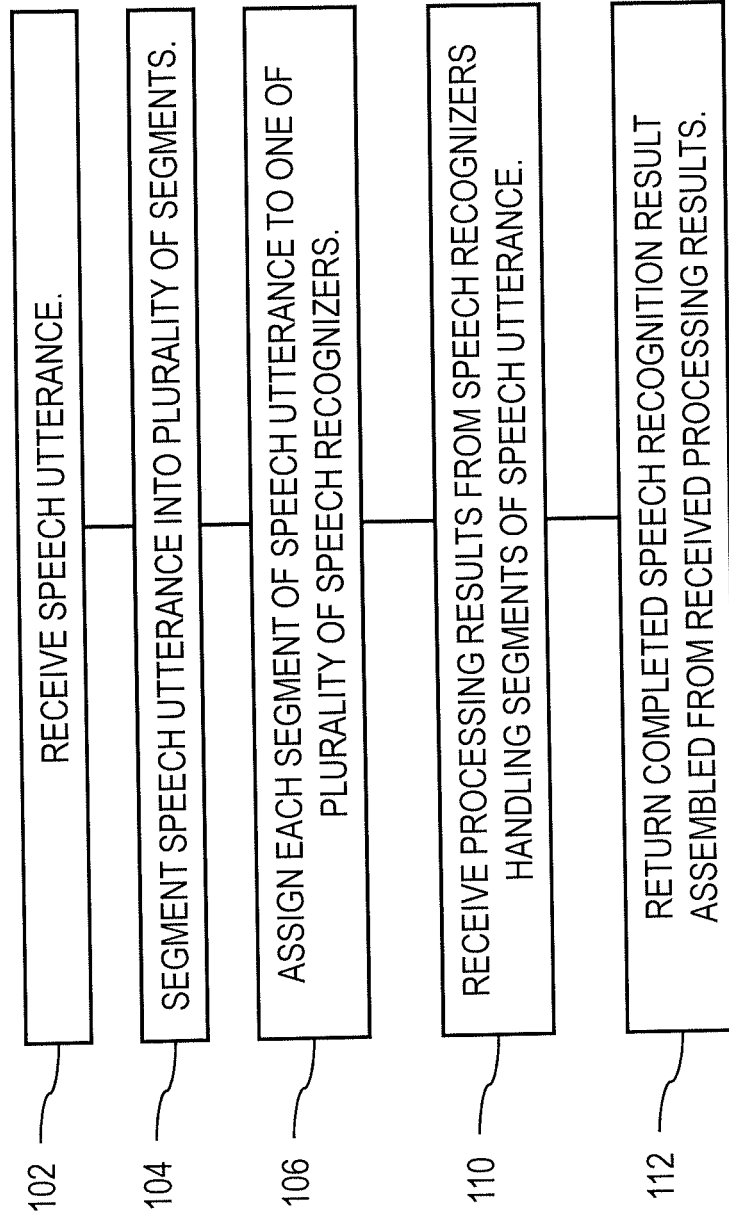 102
RECEIVE SPEECH UTTERANCE.
104
SEGMENT SPEECH UTTERANCE INTO PLURALITY OF SEGMENTS.
106
ASSIGN EACH SEGMENT OF SPEECH UTTERANCE TO ONE OF
PLURALITY OF SPEECH RECOGNIZERS.
110
RECEIVE PROCESSING RESULTS FROM SPEECH RECOGNIZERS
HANDLING SEGMENTS OF SPEECH UTTERANCE.
112
RETURN COMPLETED SPEECH RECOGNITION RESULT
ASSEMBLED FROM RECEIVED PROCESSING RESULTS.